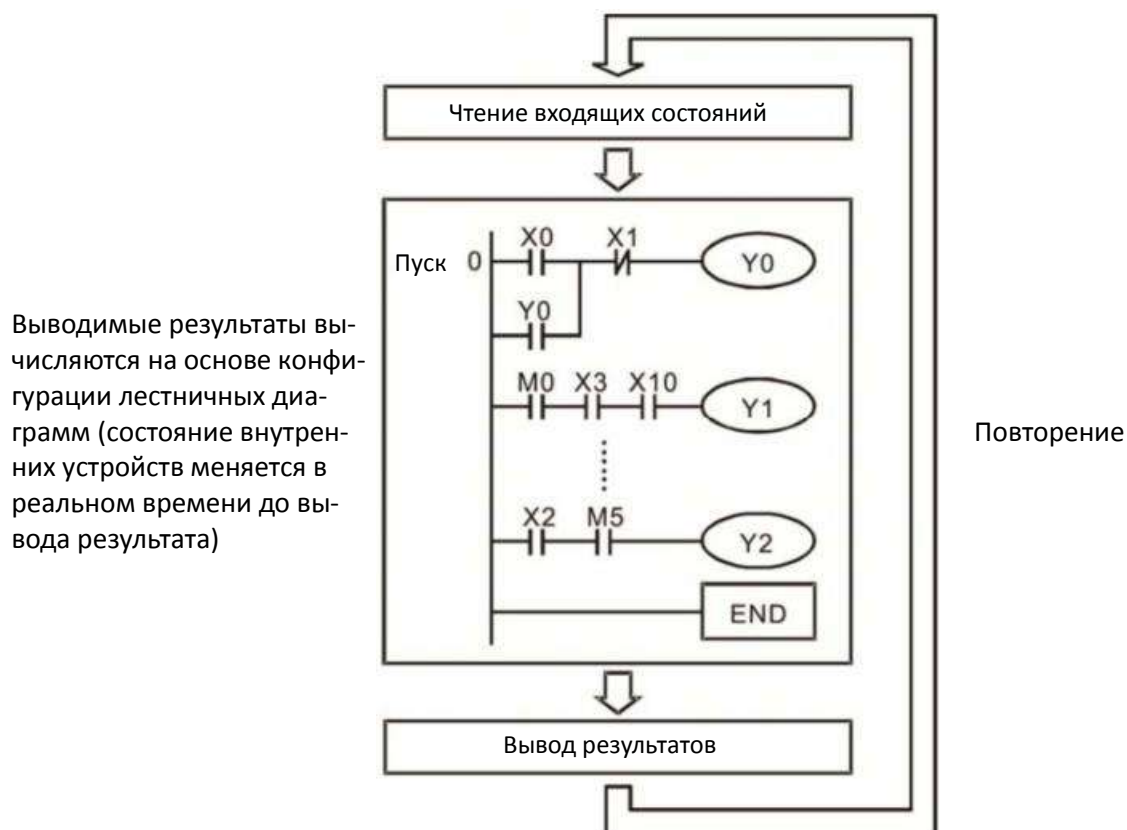 Чтение входящих состояний
X0 X1
Пуск 0 Y0
Y0
M0 X3 X10
Y1
X2 M5
Y2
END
Выводимые результаты вы-
числяются на основе конфи-
гурации лестничных диа-
грамм (состояние внутрен-
них устройств меняется в
реальном времени до вы-
вода результата)
Повторение
Вывод результатов